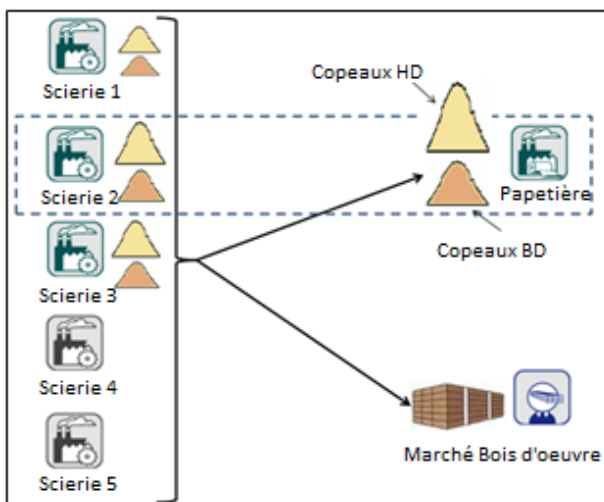 Scierie 1
Copeaux HD
Scierie 2
Papetière
Scierie 3
Copeaux BD
Scierie 4
Scierie 5
Marché Bois d'oeuvre